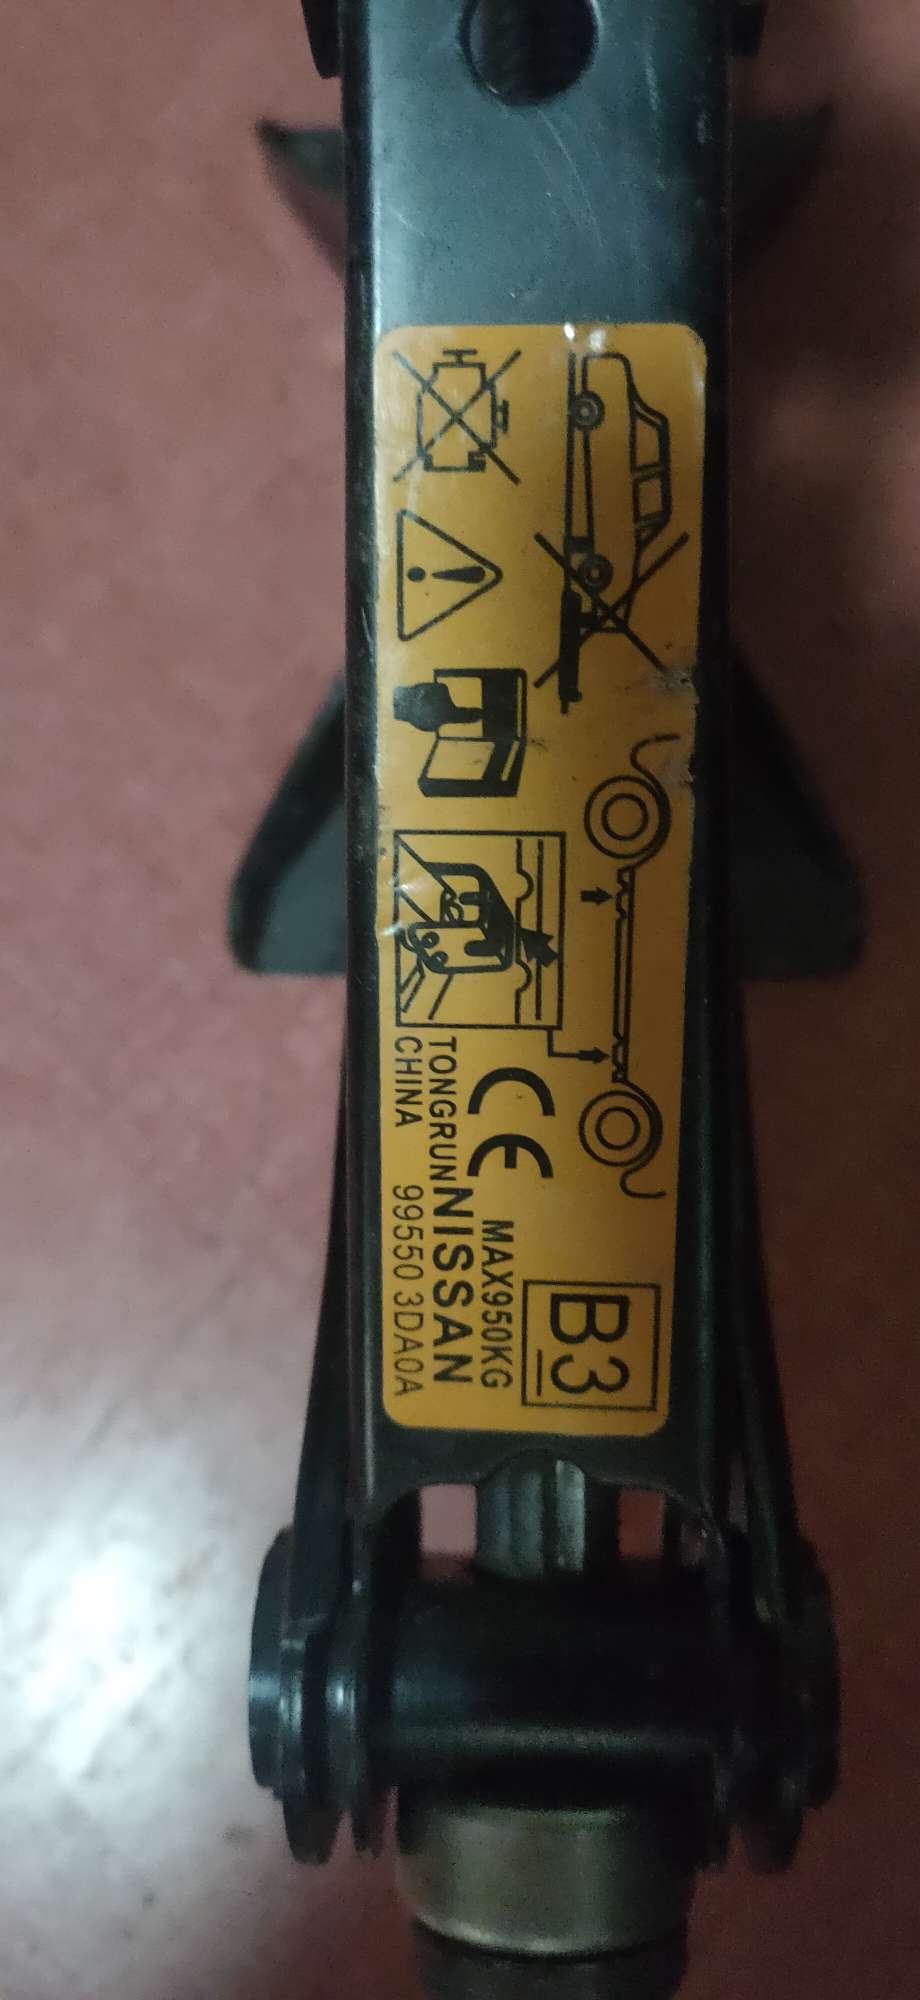 CE
TONGRUN
CHINA
B3
MAX950KG
NISSAN
99550 3DA0A